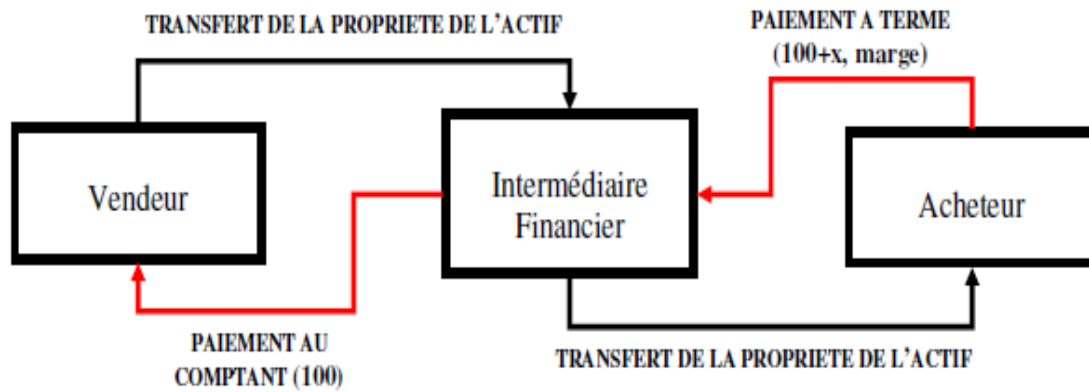 TRANSFERT DE LA PROPRIETE DE L'ACTIF
PAIEMENT A TERME
(100+x, marge)
Vendeur
Intermédiaire
Financier
Acheteur
PAIEMENT AU
COMPTANT (100)
TRANSFERT DE LA PROPRIETE DE L'ACTIF